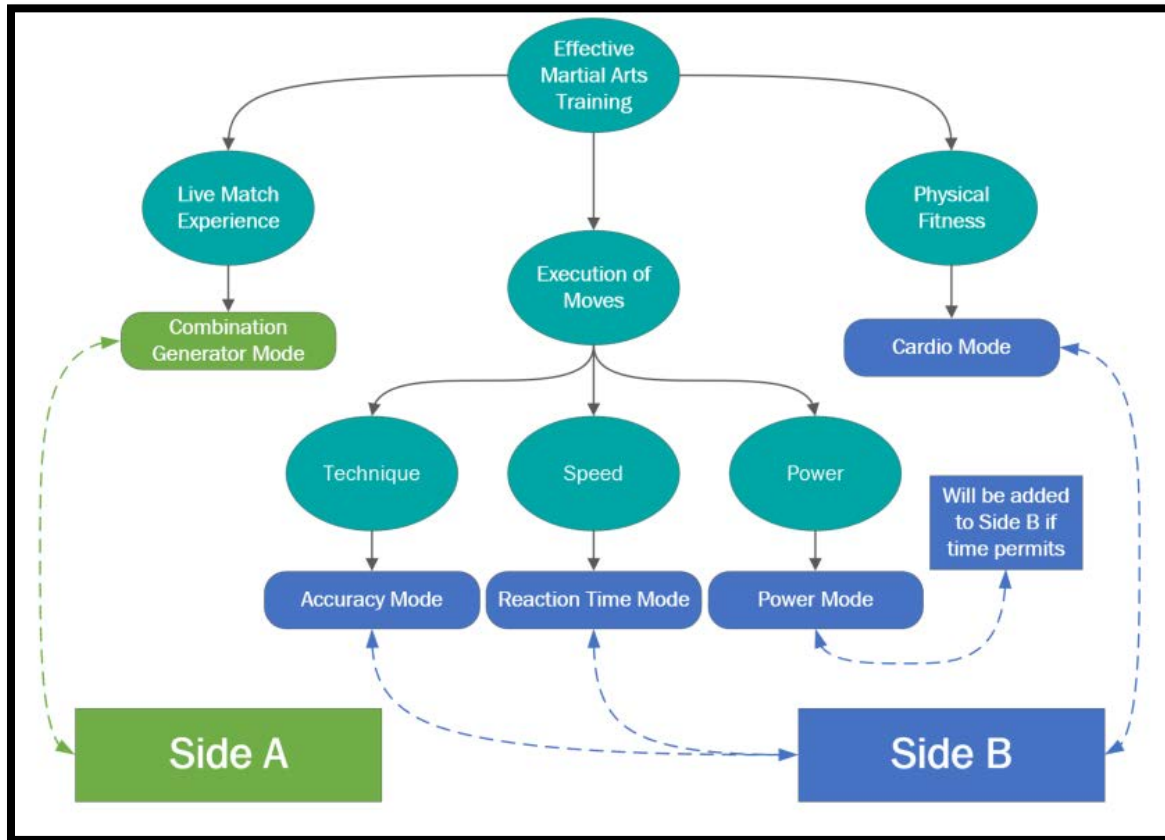 Effective
Martial Arts
Training
Live Match
Experience
Physical
Fitness
Execution of
Moves
Combination
Generator Mode
Cardio Mode
Technique
Speed
Power
Will be added
to Side B if
time permits
Accuracy Mode
Reaction Time Mode
Power Mode
Side A
Side B